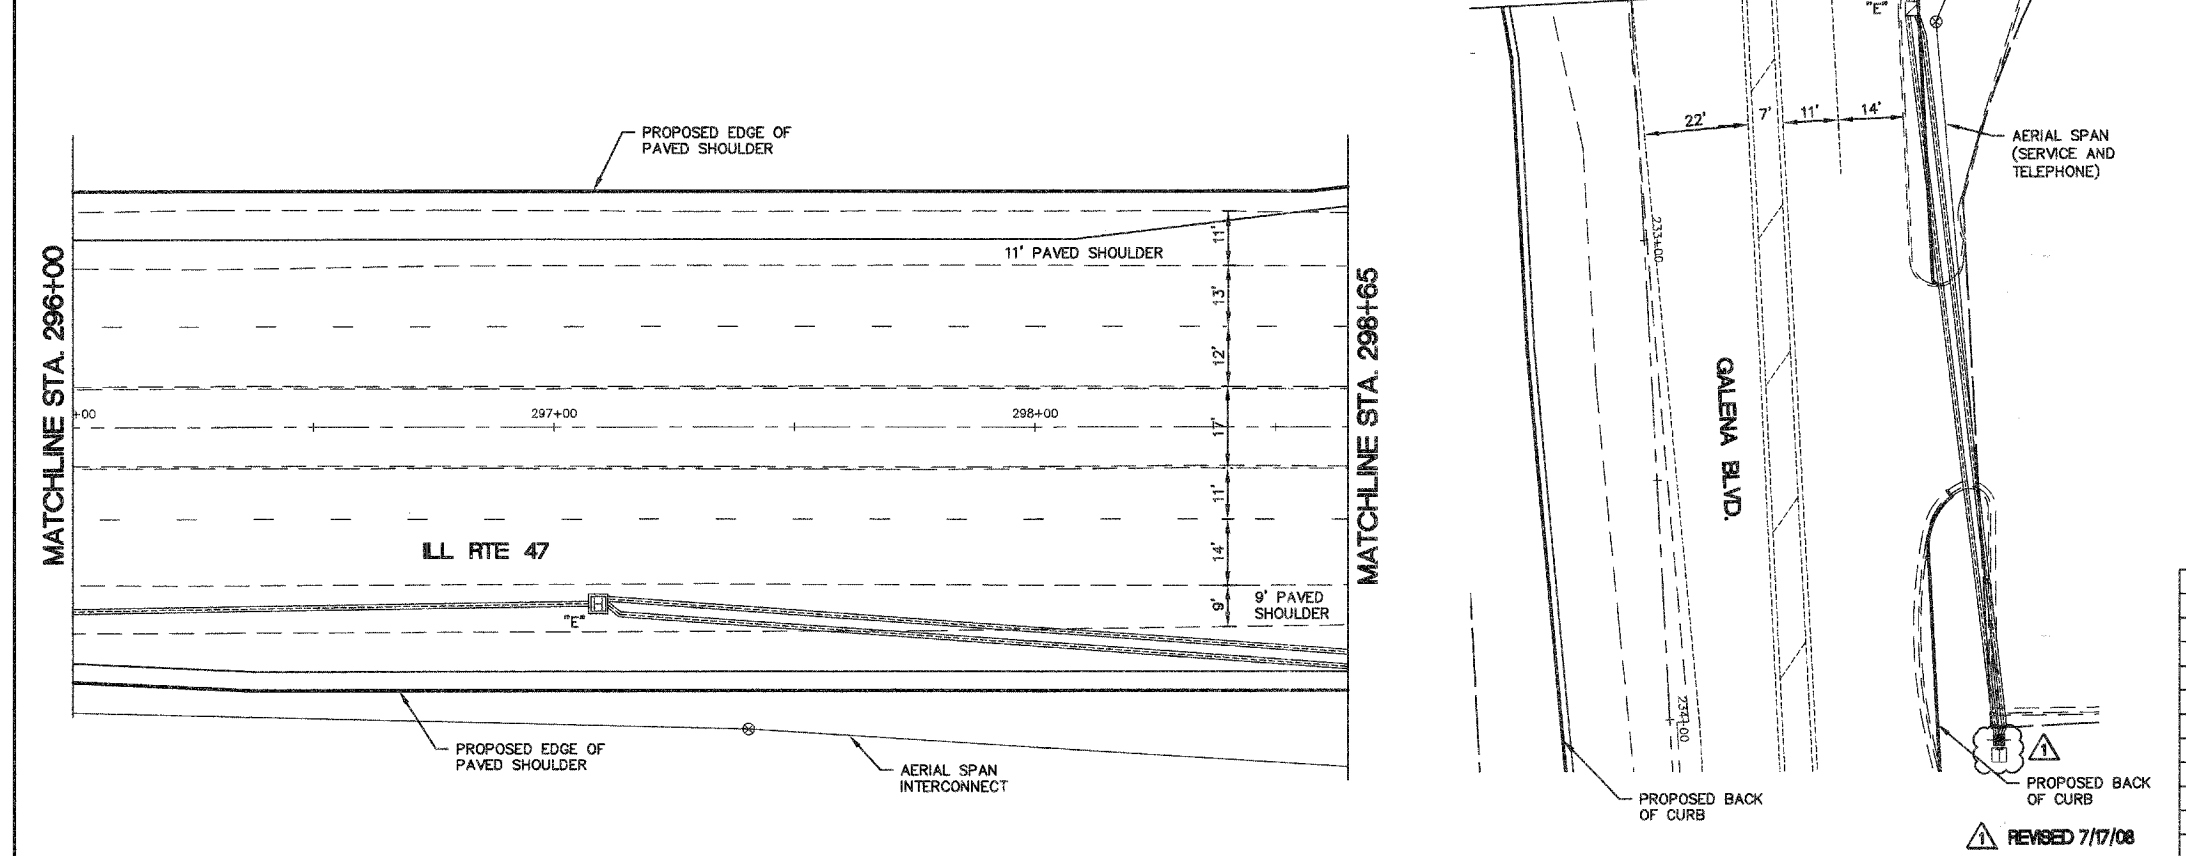 MATCHLINE STA. 296+00
PROPOSED EDGE OF
PAVED SHOULDER
11' PAVED SHOULDER
11'
13'
12'
17'
11'
14'
9'
9' PAVED
SHOULDER
+00
297+00
298+00
ILL RTE 47
"E"
PROPOSED EDGE OF
PAVED SHOULDER
AERIAL SPAN
INTERCONNECT
MATCHLINE STA. 298+65
"E"
22'
7'
11'
14'
AERIAL SPAN
(SERVICE AND
TELEPHONE)
233+00
GALENA BLVD.
234+00
PROPOSED BACK
OF CURB
1
PROPOSED BACK
OF CURB
1 REVISED 7/17/08